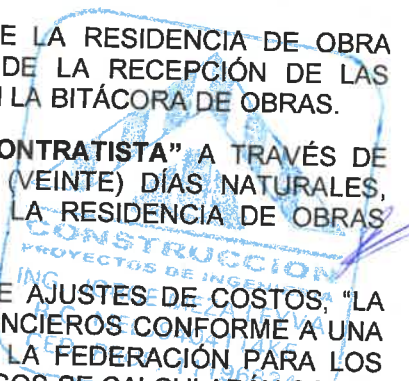 E LA RESIDENCIA DE OBRA
DE LA RECEPCIÓN DE LAS
LA BITÁCORA DE OBRAS.
ONTRATISTA” A TRAVÉS DE
(VEINTE) DÍAS NATURALES,
LA RESIDENCIA DE OBRAS
CONSTRUCCION
PROYECTOS DE INGENIERIA
ING.
E AJUSTES DE COSTOS, “LA
NCIEROS CONFORME A UNA
LA FEDERACIÓN PARA LOS